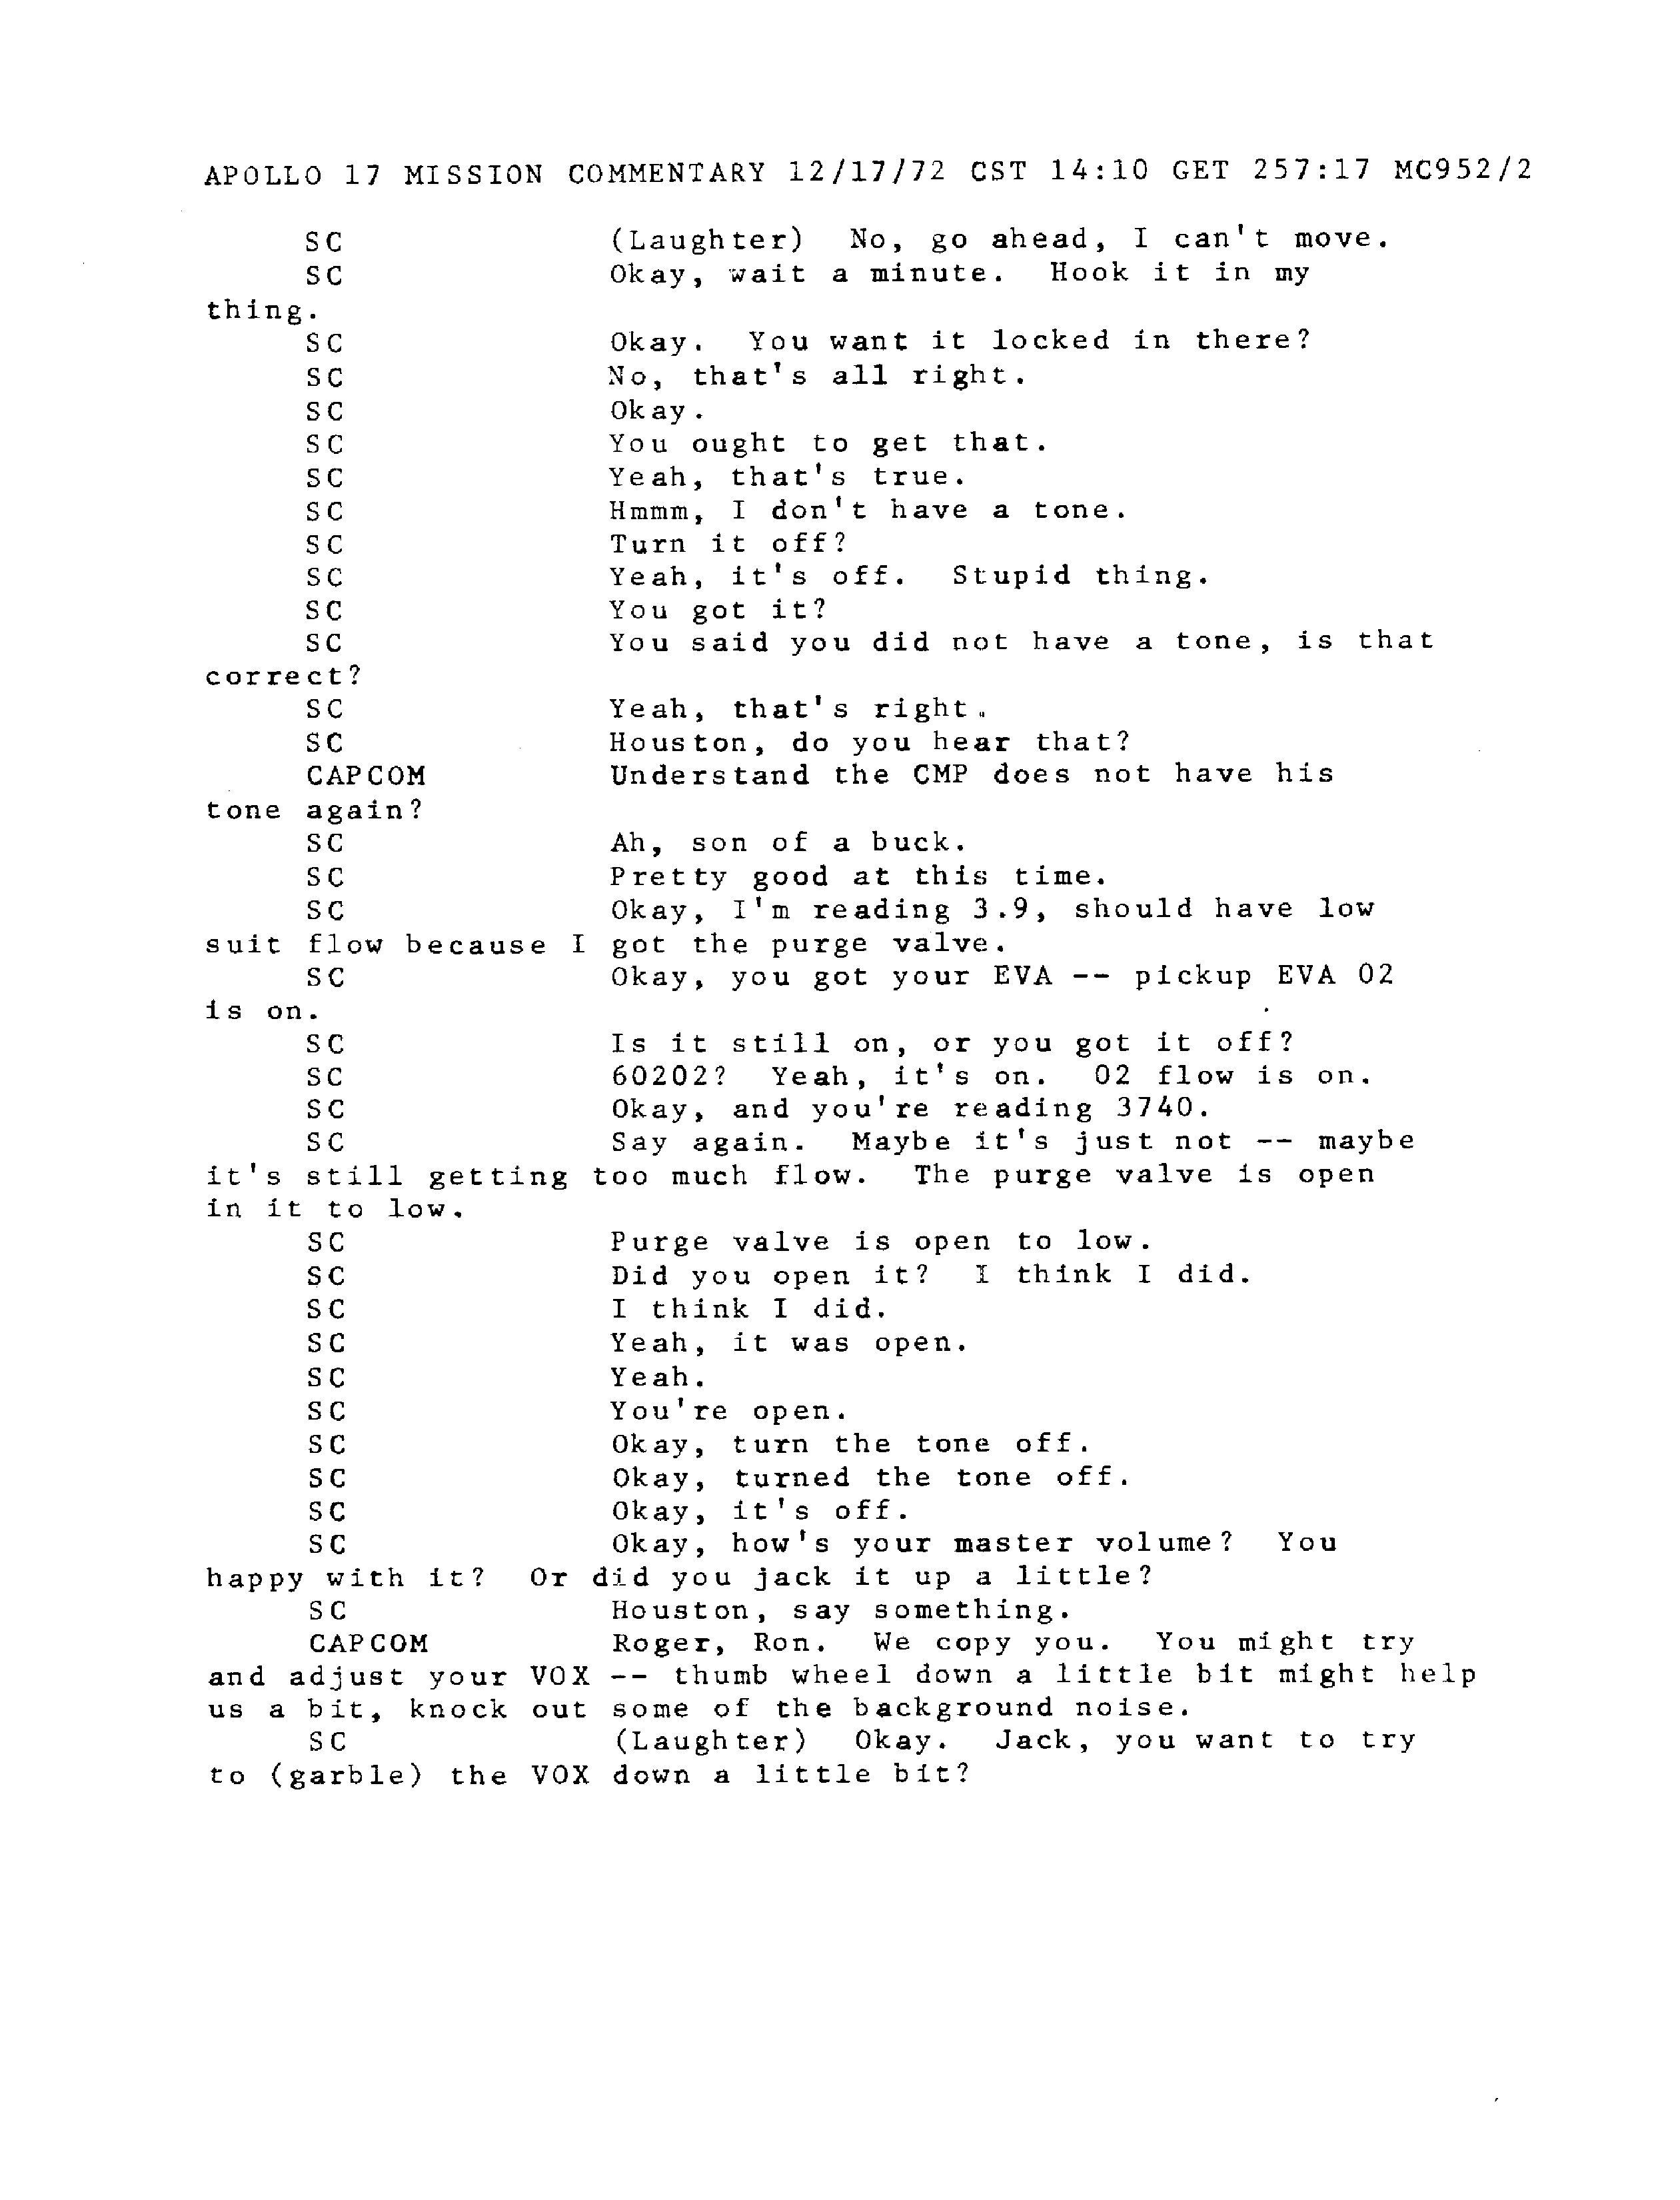 APOLLO 17 MISSION COMMENTARY 12/17/72 CST 14:10 GET 257:17 MC952/2
SC (Laughter) No, go ahead, I can't move.
SC Okay, wait a minute. Hook it in my
thing.
SC Okay. You want it locked in there?
SC No, that's all right.
SC Okay.
SC You ought to get that.
SC Yeah, that's true.
SC Hmmm, I don't have a tone.
SC Turn it off?
SC Yeah, it's off. Stupid thing.
SC You got it?
SC You said you did not have a tone, is that
correct?
SC Yeah, that's right.
SC Houston, do you hear that?
CAPCOM Understand the CMP does not have his
tone again?
SC Ah, son of a buck.
SC Pretty good at this time.
SC Okay, I'm reading 3.9, should have low
suit flow because I got the purge valve.
SC Okay, you got your EVA -- pickup EVA 02
is on.
SC Is it still on, or you got it off?
SC 60202? Yeah, it's on. 02 flow is on.
SC Okay, and you're reading 3740.
SC Say again. Maybe it's just not -- maybe
it's still getting too much flow. The purge valve is open
in it to low.
SC Purge valve is open to low.
SC Did you open it? I think I did.
SC I think I did.
SC Yeah, it was open.
SC Yeah.
SC You're open.
SC Okay, turn the tone off.
SC Okay, turned the tone off.
SC Okay, it's off.
SC Okay, how's your master volume? You
happy with it? Or did you jack it up a little?
SC Houston, say something.
CAPCOM Roger, Ron. We copy you. You might try
and adjust your VOX -- thumb wheel down a little bit might help
us a bit, knock out some of the background noise.
SC (Laughter) Okay. Jack, you want to try
to (garble) the VOX down a little bit?